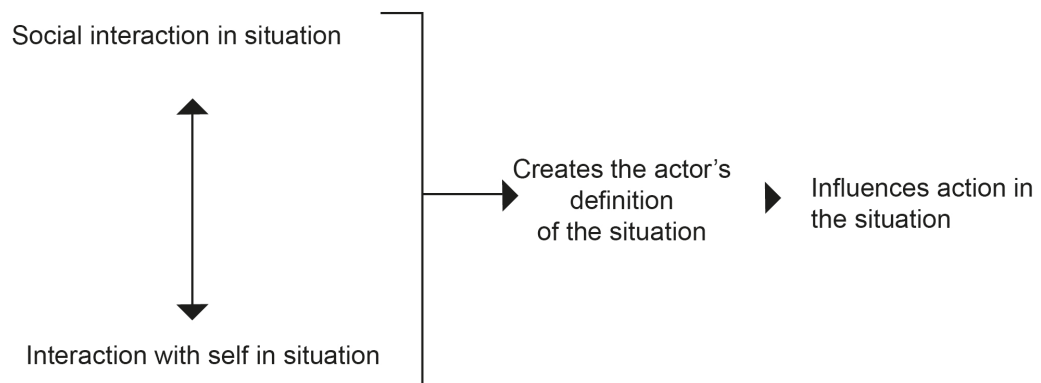 Social interaction in situation
Creates the actor’s
definition
of the situation
Influences action in
the situation
Interaction with self in situation